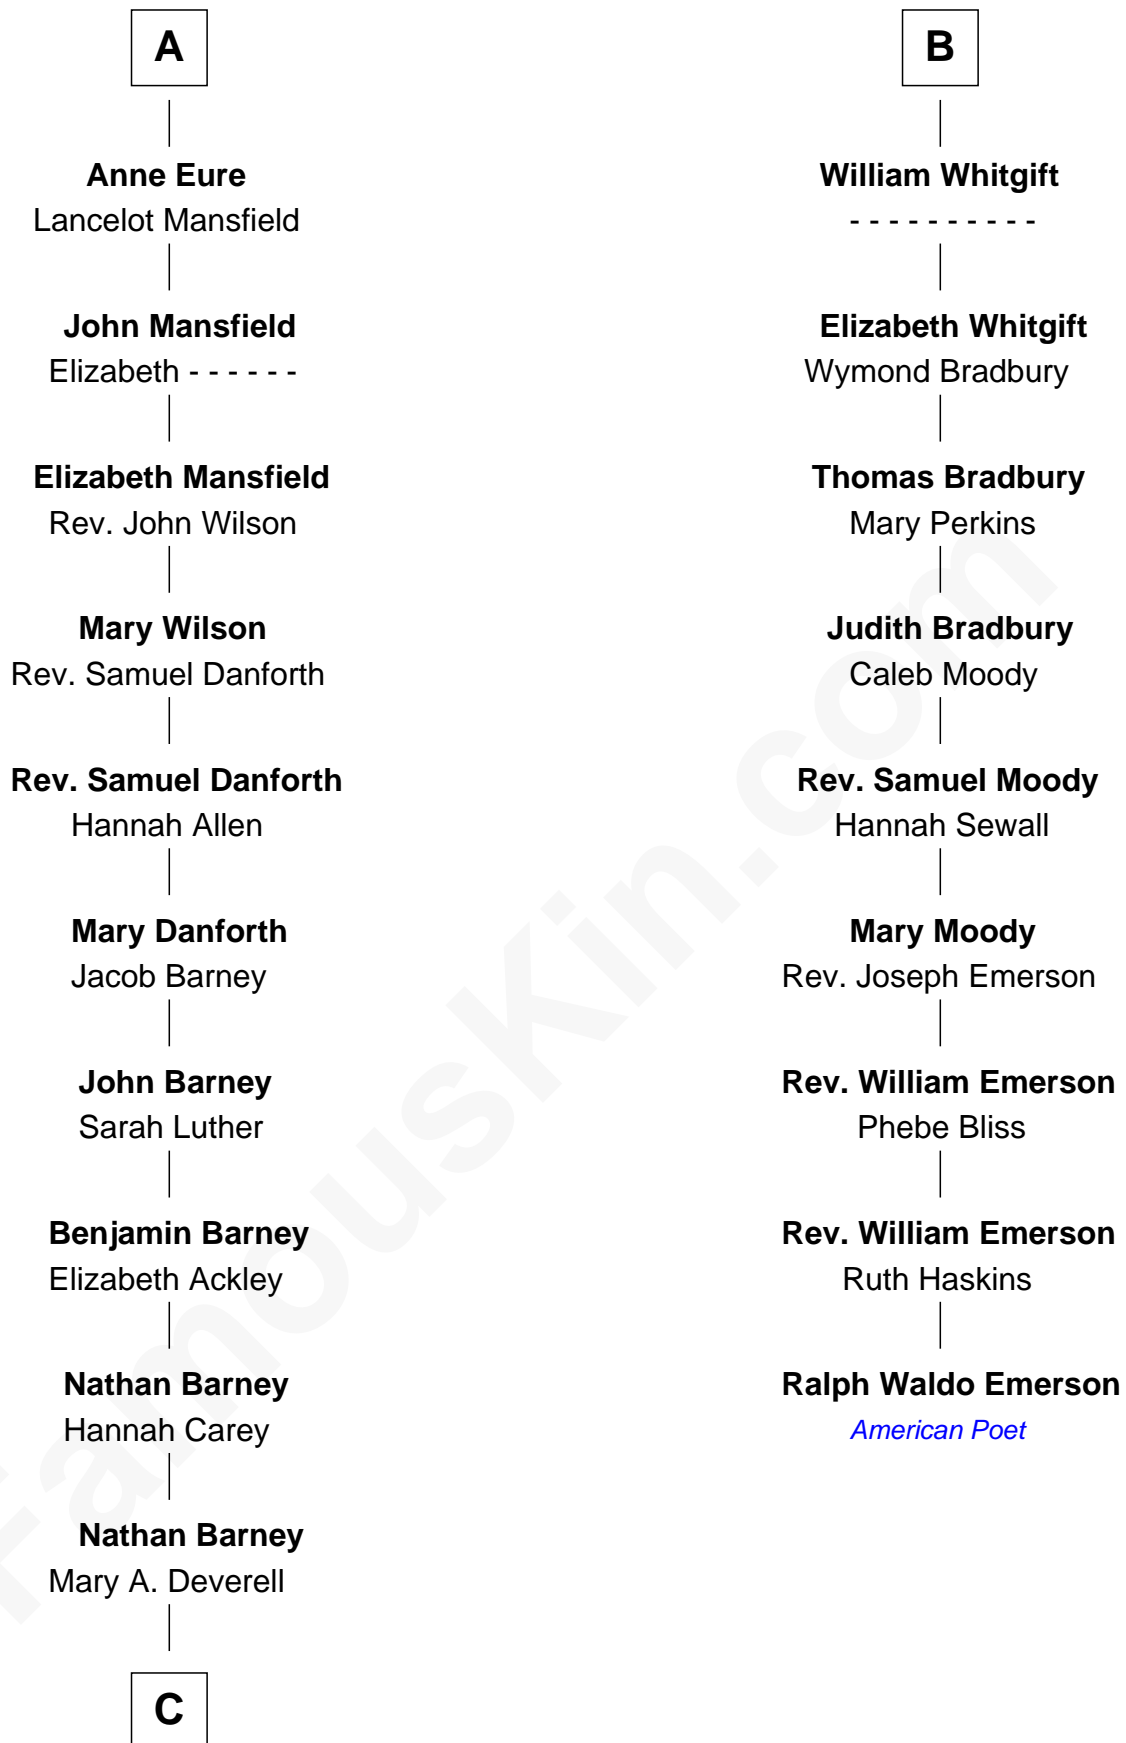 A
Anne Eure
Lancelot Mansfield
John Mansfield
Elizabeth - - - - - -
Elizabeth Mansfield
Rev. John Wilson
Mary Wilson
Rev. Samuel Danforth
Rev. Samuel Danforth
Hannah Allen
Mary Danforth
Jacob Barney
John Barney
Sarah Luther
Benjamin Barney
Elizabeth Ackley
Nathan Barney
Hannah Carey
Nathan Barney
Mary A. Deverell
C
B
William Whitgift
- - - - - - - - - -
Elizabeth Whitgift
Wymond Bradbury
Thomas Bradbury
Mary Perkins
Judith Bradbury
Caleb Moody
Rev. Samuel Moody
Hannah Sewall
Mary Moody
Rev. Joseph Emerson
Rev. William Emerson
Phebe Bliss
Rev. William Emerson
Ruth Haskins
Ralph Waldo Emerson
American Poet
FamousKin.com